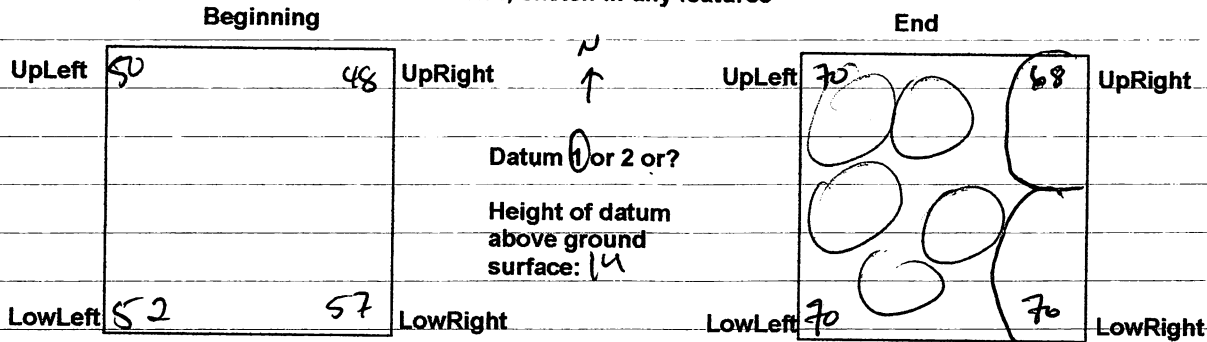 Beginning
End
UpLeft 50 48 UpRight
N
UpLeft 70 68 UpRight
Datum 1 or 2 or?
Height of datum
above ground
surface: 14
LowLeft 52 57 LowRight
LowLeft 70 70 LowRight